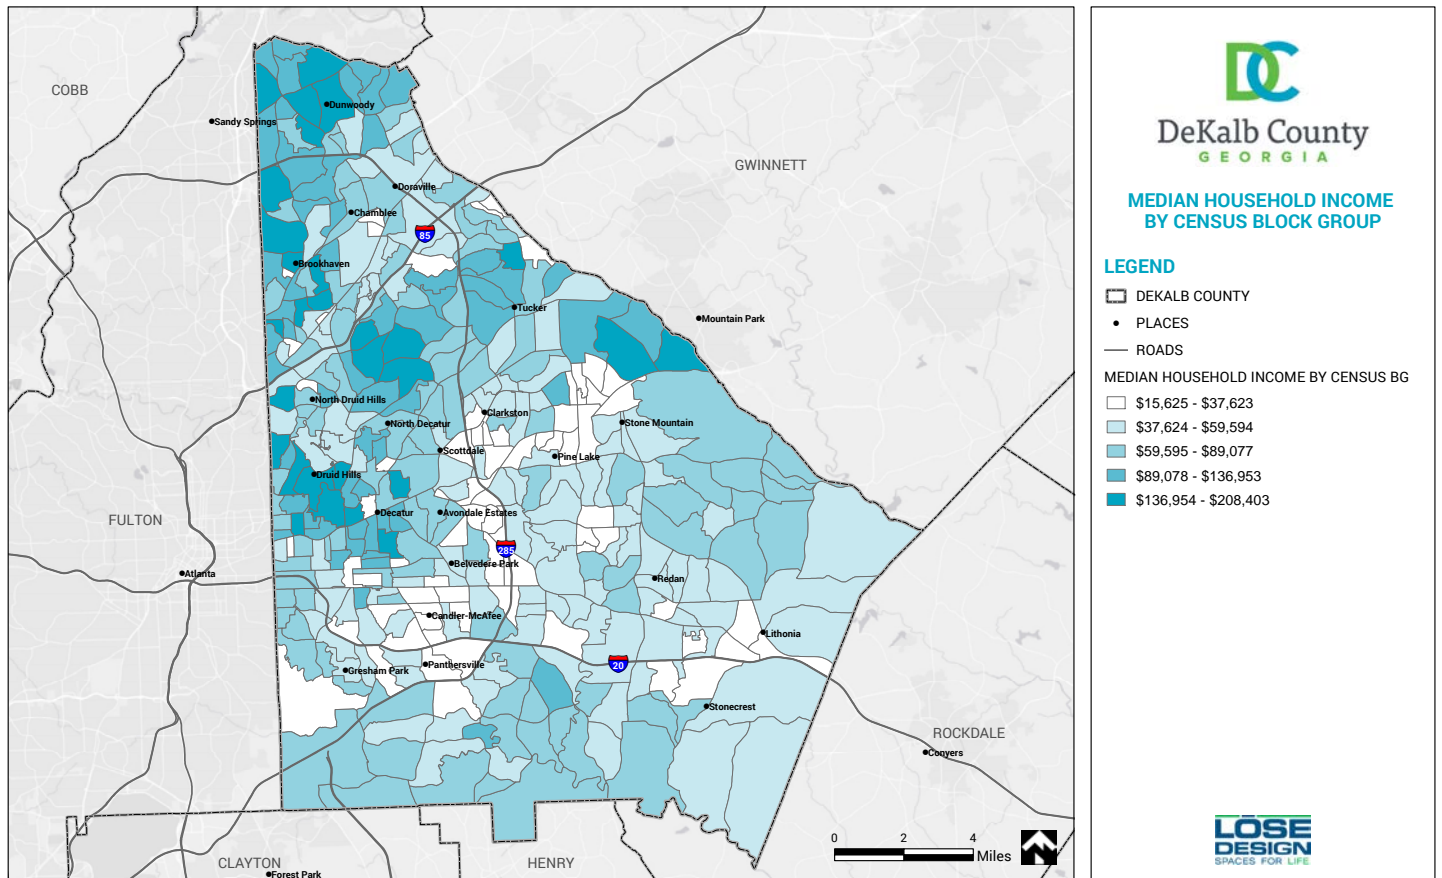 COBB
Dunwoody
Sandy Springs
GWINNETT
Doraville
Chamblee
85
Brookhaven
Tucker
Mountain Park
North Druid Hills
Clarkston
North Decatur
Stone Mountain
Scottdale
Pine Lake
Druid Hills
FULTON
Decatur
Avondale Estates
285
Belvedere Park
Atlanta
Redan
Candler-McAfee
Lithonia
Gresham Park
Panthersville
20
Stonecrest
ROCKDALE
Conyers
CLAYTON
HENRY
Forest Park
0 2 4
Miles
DC
DeKalb County
GEORGIA
MEDIAN HOUSEHOLD INCOME
BY CENSUS BLOCK GROUP
LEGEND
DEKALB COUNTY
PLACES
ROADS
MEDIAN HOUSEHOLD INCOME BY CENSUS BG
$15,625 - $37,623
$37,624 - $59,594
$59,595 - $89,077
$89,078 - $136,953
$136,954 - $208,403
LOSE
DESIGN
SPACES FOR LIFE